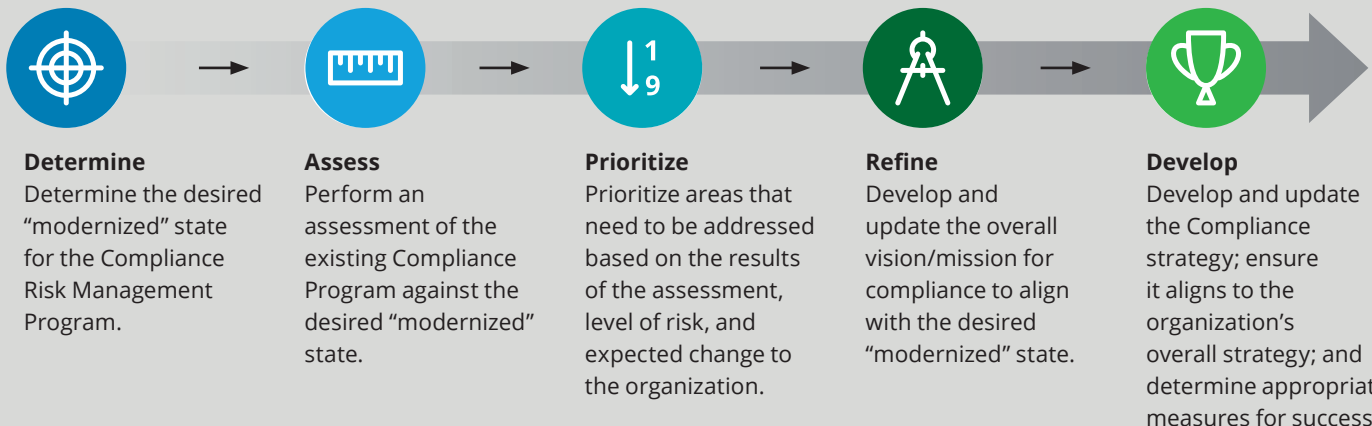 1
9
Determine
Determine the desired
“modernized” state
for the Compliance
Risk Management
Program.
Assess
Perform an
assessment of the
existing Compliance
Program against the
desired “modernized”
state.
Prioritize
Prioritize areas that
need to be addressed
based on the results
of the assessment,
level of risk, and
expected change to
the organization.
Refine
Develop and
update the overall
vision/mission for
compliance to align
with the desired
“modernized” state.
Develop
Develop and update
the Compliance
strategy; ensure
it aligns to the
organization’s
overall strategy; and
determine appropriat
measures for success